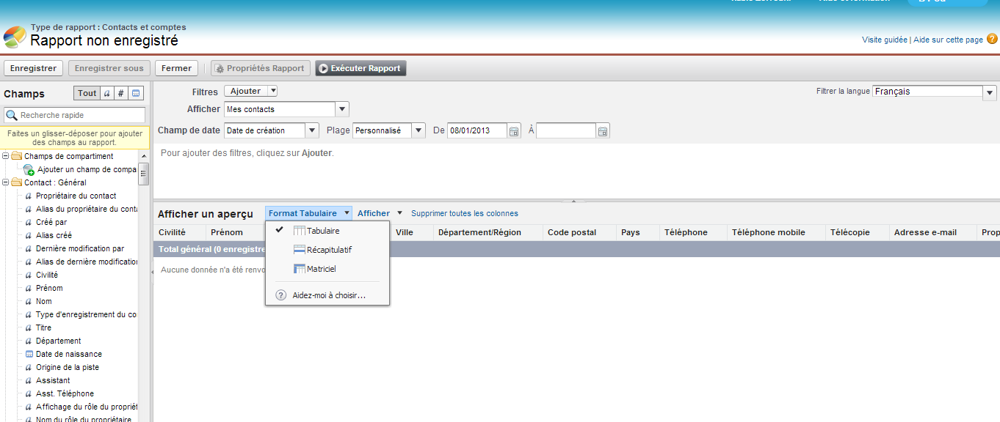 Type de rapport : Contacts et comptes
Rapport non enregistré
Visite guidée | Aide sur cette page
Enregistrer Enregistrer sous Fermer Propriétés Rapport Exécuter Rapport
Champs Tout a #
Recherche rapide
Faites un glisser-déposer pour ajouter
des champs au rapport.
Champs de compartiment
Ajouter un champ de compa
Contact : Général
Propriétaire du contact
Alias du propriétaire du conta
Créé par
Alias créé
Dernière modification par
Alias de dernière modification
Civilité
Prénom
Nom
Type d'enregistrement du co
Titre
Département
Date de naissance
Origine de la piste
Assistant
Asst. Téléphone
Affichage du rôle du propriét
Nom du rôle du propriétaire
Filtres Ajouter
Filtrer la langue Français
Afficher Mes contacts
Champ de date Date de création Plage Personnalisé De 08/01/2013 À
Pour ajouter des filtres, cliquez sur Ajouter.
Afficher un aperçu Format Tabulaire Afficher Supprimer toutes les colonnes
Civilité Prénom Ville Département/Région Code postal Pays Téléphone Téléphone mobile Télécopie Adresse e-mail Prop
Total général (0 enregistre
Aucune donnée n'a été renvo
Tabulaire
Récapitulatif
Matriciel
Aidez-moi à choisir...